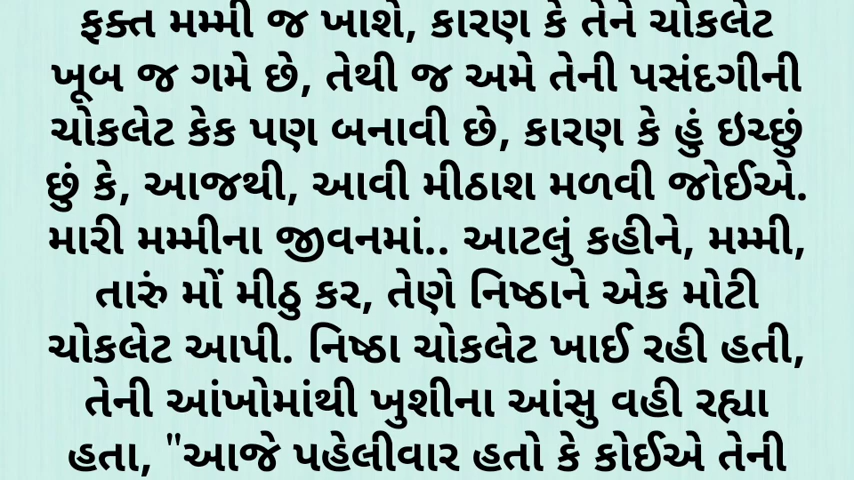 ફક્ત મમ્મી જ ખાશે, કારણ કે તેને ચોકલેટ
ખૂબ જ ગમે છે, તેથી જ અમે તેની પસંદગીની
ચોકલેટ કેક પણ બનાવી છે, કારણ કે હું ઇચ્છું
છું કે, આજથી, આવી મીઠાશ મળવી જોઈએ.
મારી મમ્મીના જીવનમાં.. આટલું કહીને, મમ્મી,
તારું મોં મીઠુ કર, તેણે નિષ્ઠાને એક મોટી
ચોકલેટ આપી. નિષ્ઠા ચોકલેટ ખાઈ રહી હતી,
તેની આંખોમાંથી ખુશીના આંસુ વહી રહ્યા
હતા, "આજે પહેલીવાર હતો કે કોઈએ તેની